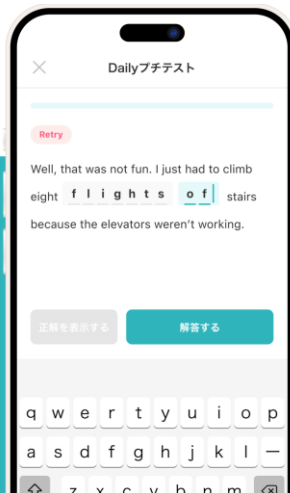 Dailyプチテスト
Retry
Well, that was not fun. I just had to climb
eight flights of stairs
because the elevators weren't working.
正解を表示する 解答する
q w e r t y u i o p
a s d f g h j k l —
z x c v b n m